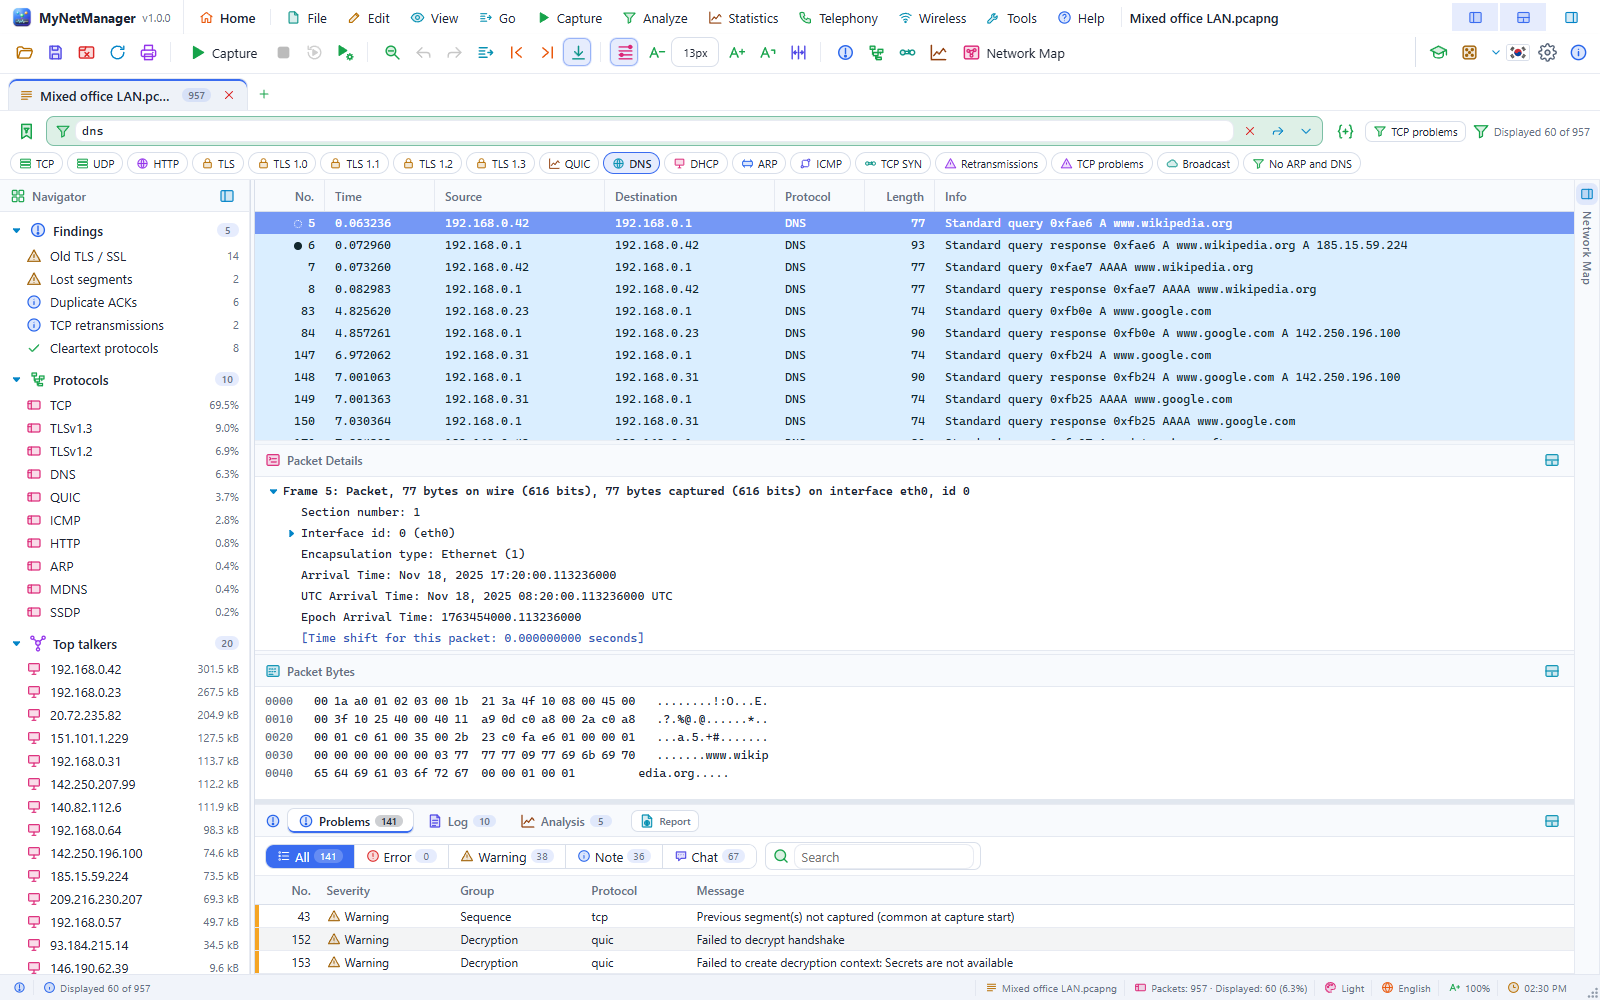 MyNetManager v1.0.0 Home File Edit View Go Capture Analyze Statistics Telephony Wireless Tools Help Mixed office LAN.pcapng
Capture A- 13px A+ Network Map
Mixed office LAN.pc... 957
dns TCP problems Displayed 60 of 957
TCP UDP HTTP TLS TLS 1.0 TLS 1.1 TLS 1.2 TLS 1.3 QUIC DNS DHCP ARP ICMP TCP SYN Retransmissions TCP problems Broadcast No ARP and DNS
Navigator
Findings 5
Old TLS / SSL 14
Lost segments 2
Duplicate ACKs 6
TCP retransmissions 2
Cleartext protocols 8
Protocols 10
TCP 69.5%
TLSv1.3 9.0%
TLSv1.2 6.9%
DNS 6.3%
QUIC 3.7%
ICMP 2.8%
HTTP 0.8%
ARP 0.4%
MDNS 0.4%
SSDP 0.2%
Top talkers 20
192.168.0.42 301.5 kB
192.168.0.23 267.5 kB
20.72.235.82 204.9 kB
151.101.1.229 127.5 kB
192.168.0.31 113.7 kB
142.250.207.99 112.2 kB
140.82.112.6 111.9 kB
192.168.0.64 98.3 kB
142.250.196.100 74.6 kB
185.15.59.224 73.5 kB
209.216.230.207 69.3 kB
192.168.0.57 49.7 kB
93.184.215.14 34.5 kB
146.190.62.39 9.6 kB
No. Time Source Destination Protocol Length Info
5 0.063236 192.168.0.42 192.168.0.1 DNS 77 Standard query 0xfae6 A www.wikipedia.org
6 0.072960 192.168.0.1 192.168.0.42 DNS 93 Standard query response 0xfae6 A www.wikipedia.org A 185.15.59.224
7 0.073260 192.168.0.42 192.168.0.1 DNS 77 Standard query 0xfae7 AAAA www.wikipedia.org
8 0.082983 192.168.0.1 192.168.0.42 DNS 77 Standard query response 0xfae7 AAAA www.wikipedia.org
83 4.825620 192.168.0.23 192.168.0.1 DNS 74 Standard query 0xfb0e A www.google.com
84 4.857261 192.168.0.1 192.168.0.23 DNS 90 Standard query response 0xfb0e A www.google.com A 142.250.196.100
147 6.972062 192.168.0.31 192.168.0.1 DNS 74 Standard query 0xfb24 A www.google.com
148 7.001063 192.168.0.1 192.168.0.31 DNS 90 Standard query response 0xfb24 A www.google.com A 142.250.196.100
149 7.001363 192.168.0.31 192.168.0.1 DNS 74 Standard query 0xfb25 AAAA www.google.com
150 7.030364 192.168.0.1 192.168.0.31 DNS 74 Standard query response 0xfb25 AAAA www.google.com
Network Map
Packet Details
Frame 5: Packet, 77 bytes on wire (616 bits), 77 bytes captured (616 bits) on interface eth0, id 0
Section number: 1
Interface id: 0 (eth0)
Encapsulation type: Ethernet (1)
Arrival Time: Nov 18, 2025 17:20:00.113236000
UTC Arrival Time: Nov 18, 2025 08:20:00.113236000 UTC
Epoch Arrival Time: 1763454000.113236000
[Time shift for this packet: 0.000000000 seconds]
Packet Bytes
0000 00 1a a0 01 02 03 00 1b 21 3a 4f 10 08 00 45 00 ........!:O...E.
0010 00 3f 10 25 40 00 40 11 a9 0d c0 a8 00 2a c0 a8 .?.%@.@......*..
0020 00 01 c0 61 00 35 00 2b 23 c0 fa e6 01 00 00 01 ...a.5.+#.......
0030 00 00 00 00 00 00 03 77 77 77 09 77 69 6b 69 70 .......www.wikip
0040 65 64 69 61 03 6f 72 67 00 00 01 00 01 edia.org.....
Problems 141 Log 10 Analysis 5 Report
All 141 Error 0 Warning 38 Note 36 Chat 67 Search
No. Severity Group Protocol Message
43 Warning Sequence tcp Previous segment(s) not captured (common at capture start)
152 Warning Decryption quic Failed to decrypt handshake
153 Warning Decryption quic Failed to create decryption context: Secrets are not available
Displayed 60 of 957 Mixed office LAN.pcapng Packets: 957 · Displayed: 60 (6.3%) Light English 100% 02:30 PM